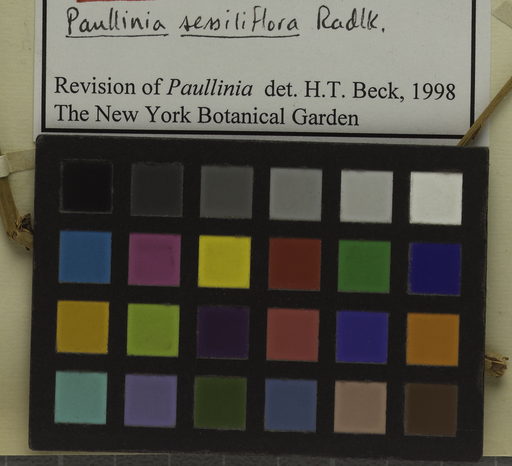 Paullinia sessiliflora Radlk.
Revision of Paullinia det. H.T. Beck, 1998
The New York Botanical Garden